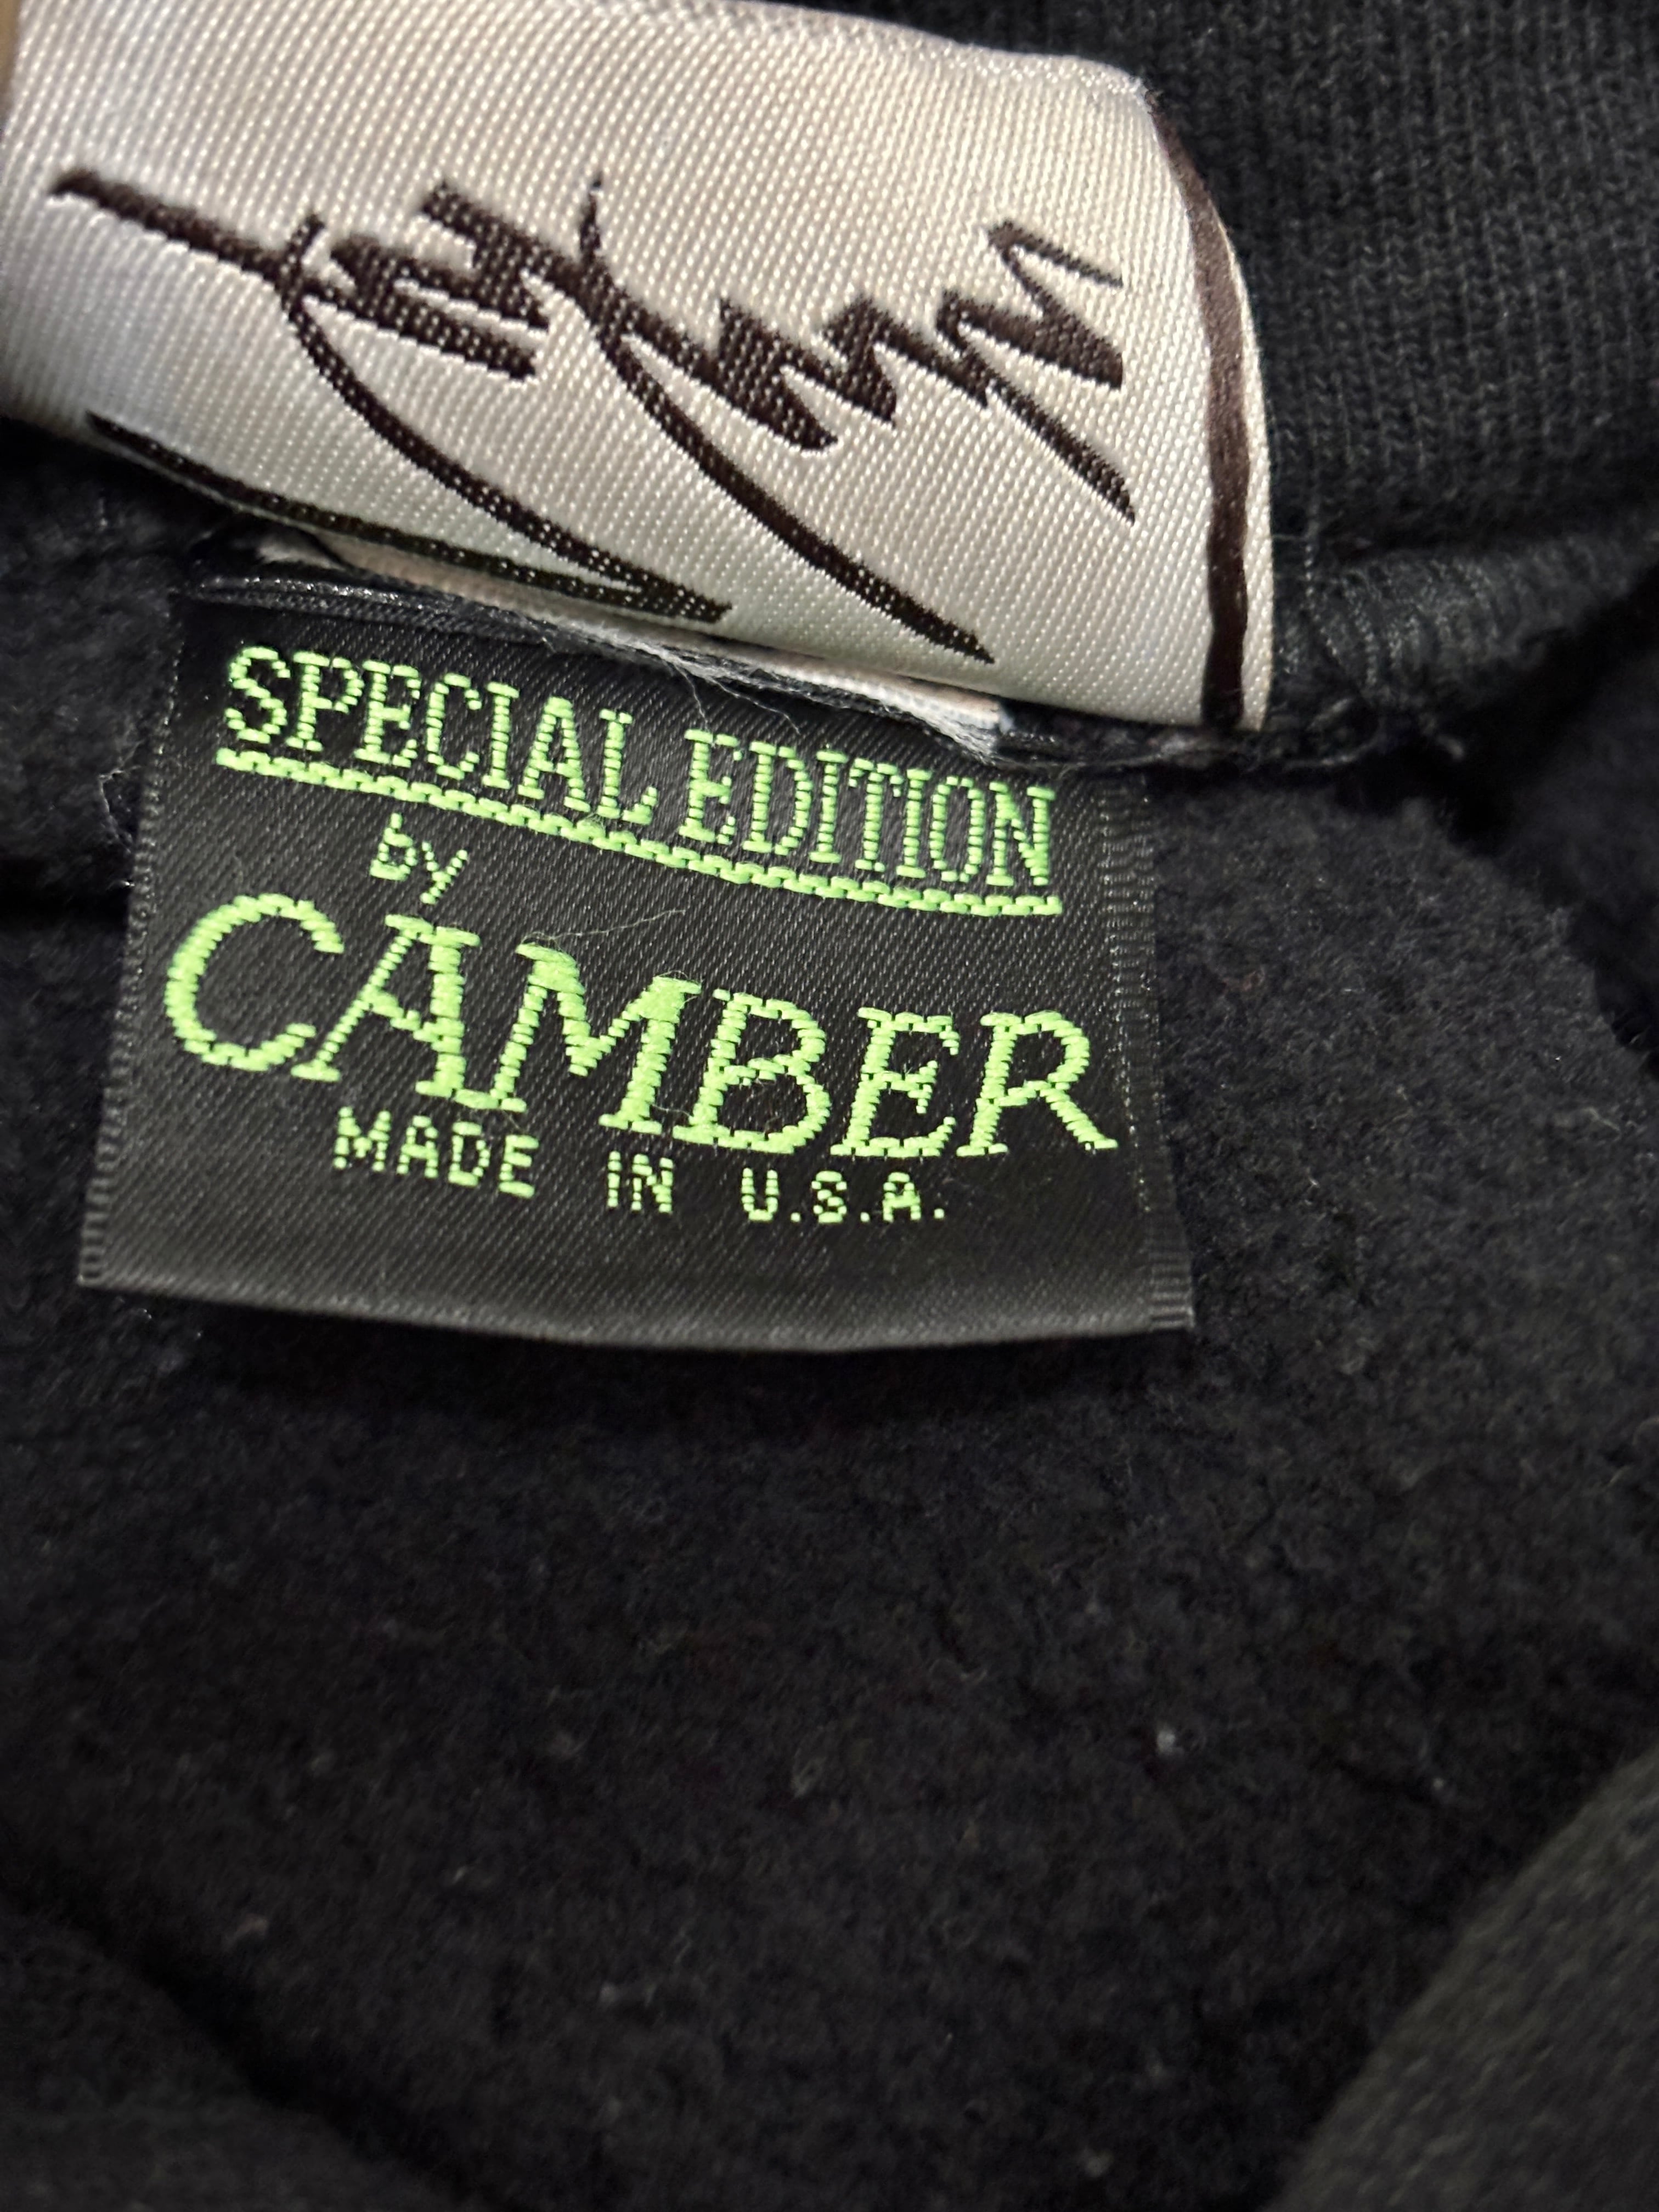 SPECIAL EDITION
by
CAMBER
MADE IN U.S.A.